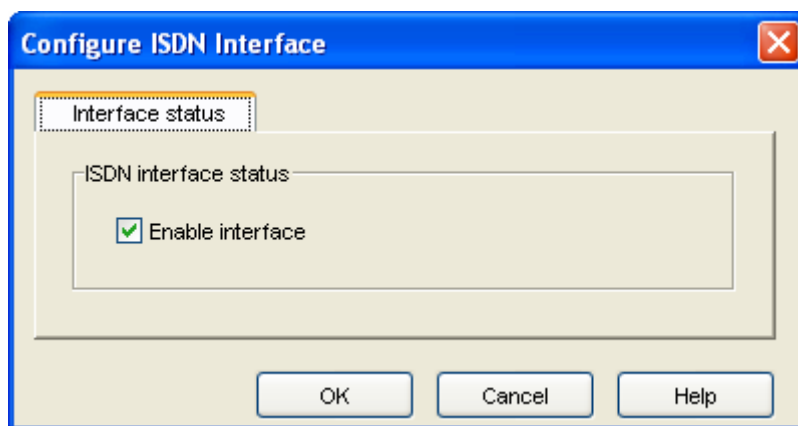 Configure ISDN Interface
Interface status
ISDN interface status
Enable interface
OK Cancel Help